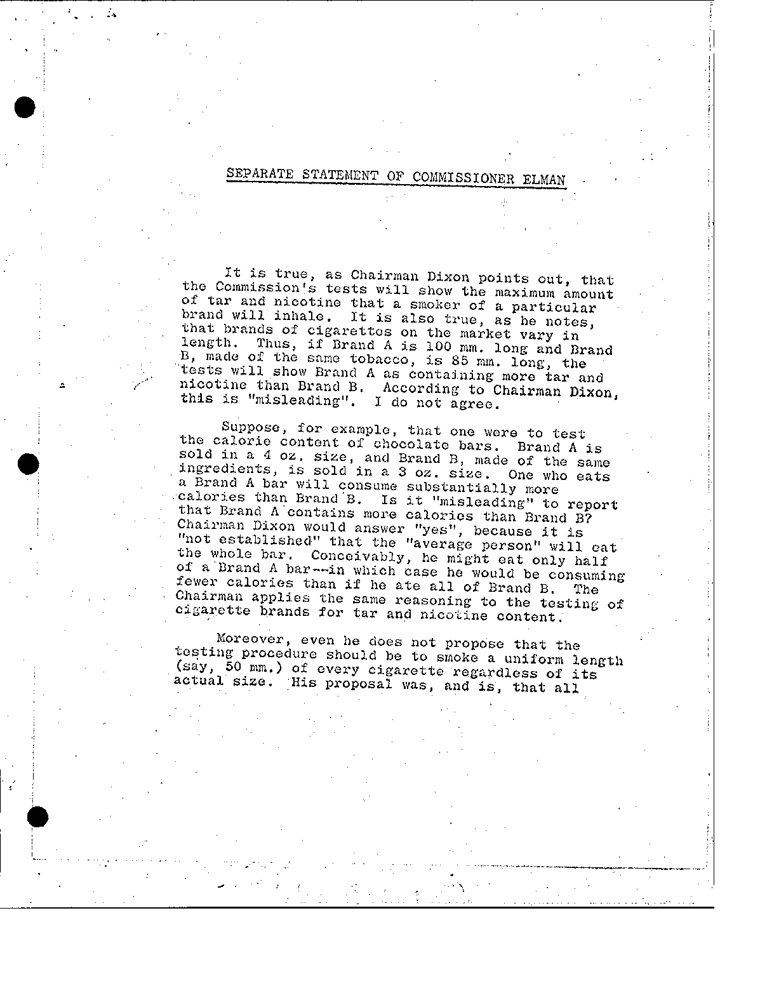 SEPARATE STATEMENT OF COMMISSIONER ELMAN
It is true, as Chairman Dixon points out, that
the Commission's tests will show the maximum amount
of tar and nicotine that a smoker of a particular
brand will inhale. It is also true, as he notes,
that brands of cigarettes on the market vary in
length. Thus, if Brand A is 100 mm. long and Brand
B, made of the same tobacco, is 85 mm. long, the
tests will show Brand A as containing more tar and
nicotine than Brand B. According to Chairman Dixon,
this is "misleading". I do not agree.
Suppose, for example, that one were to test
the calorie content of chocolate bars. Brand A is
sold in a 4 oz. size, and Brand B, made of the same
ingredients, is sold in a 3 oz. size. One who eats
a Brand A bar will consume substantially more
calories than Brand B. Is it "misleading" to report
that Brand A contains more calories than Brand B?
Chairman Dixon would answer "yes", because it is
"not established" that the "average person" will eat
the whole bar. Conceivably, he might eat only half
of a Brand A bar--in which case he would be consuming
fewer calories than if he ate all of Brand B. The
Chairman applies the same reasoning to the testing of
cigarette brands for tar and nicotine content.
Moreover, even he does not propose that the
testing procedure should be to smoke a uniform length
(say, 50 mm.) of every cigarette regardless of its
actual size. His proposal was, and is, that all